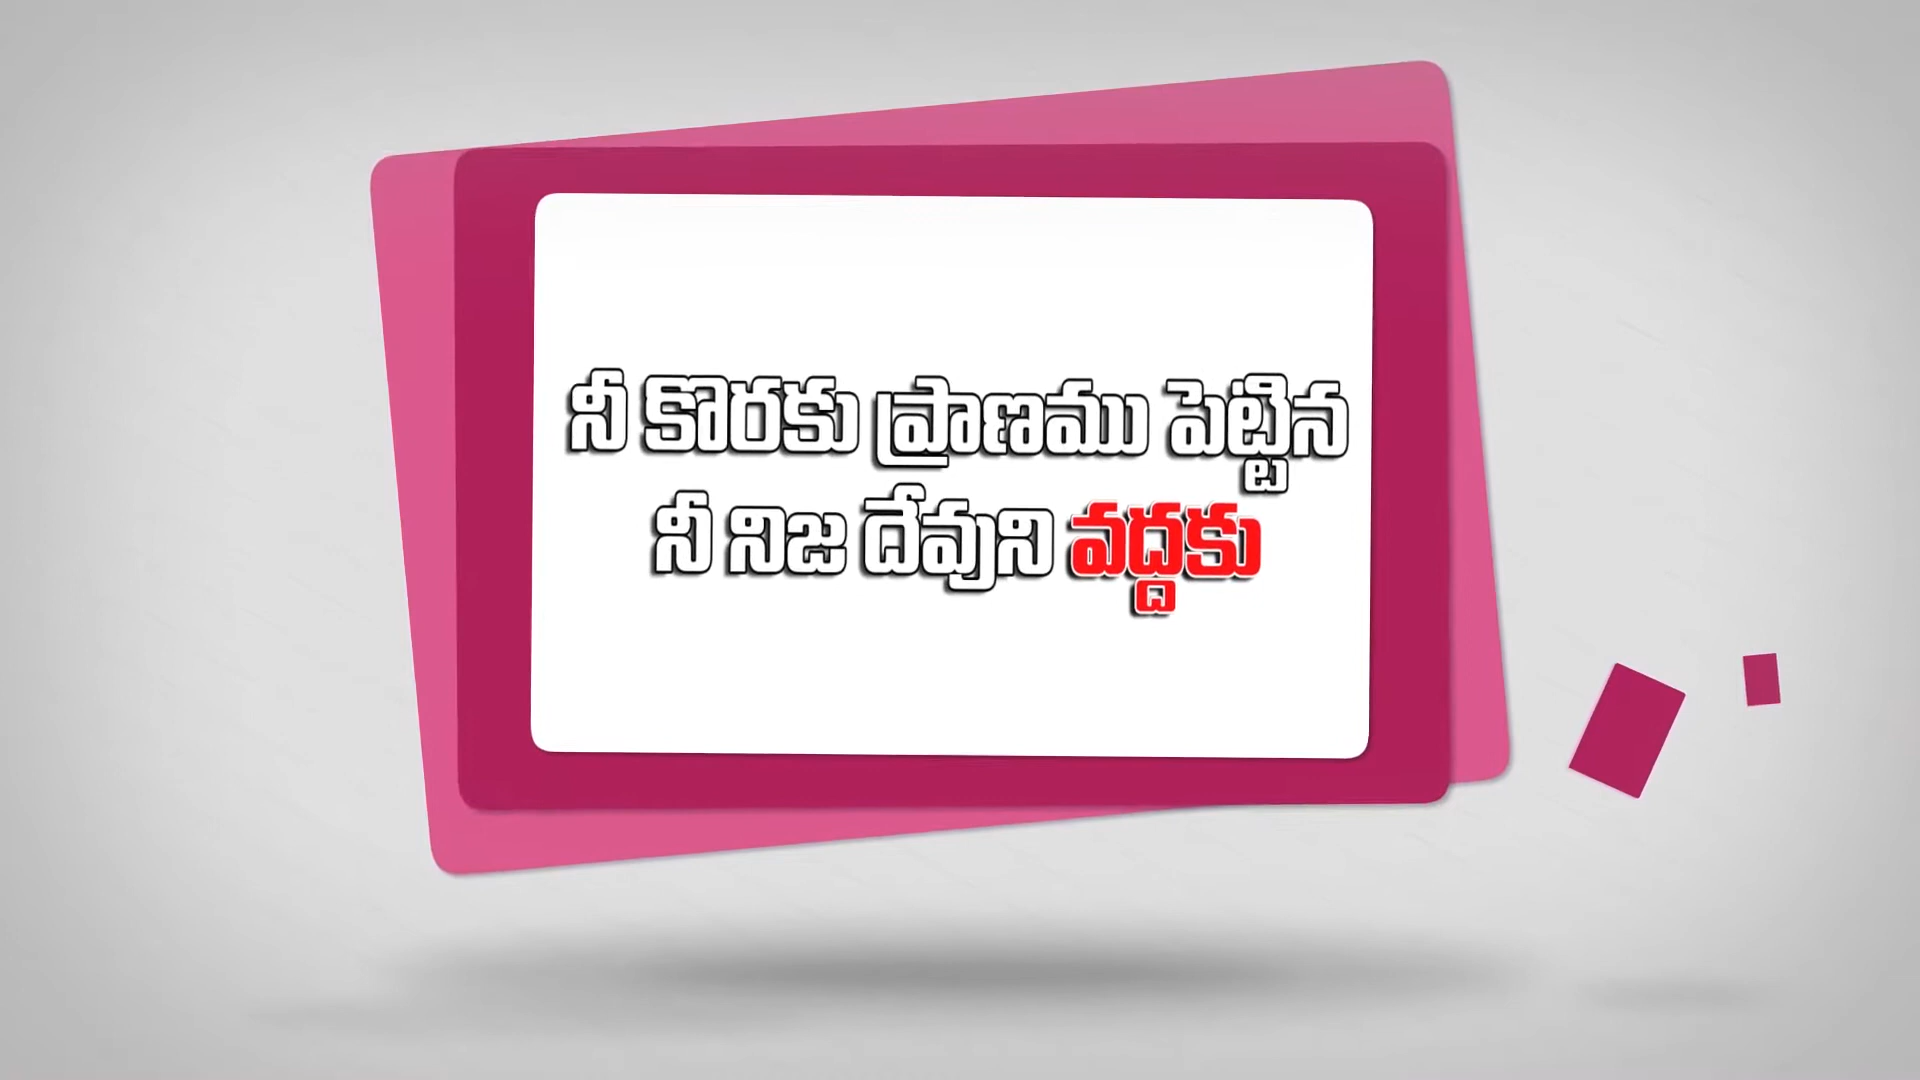 నీ కొరకు ప్రాణము పెట్టిన
నీ నిజ దేవుని వద్దకు